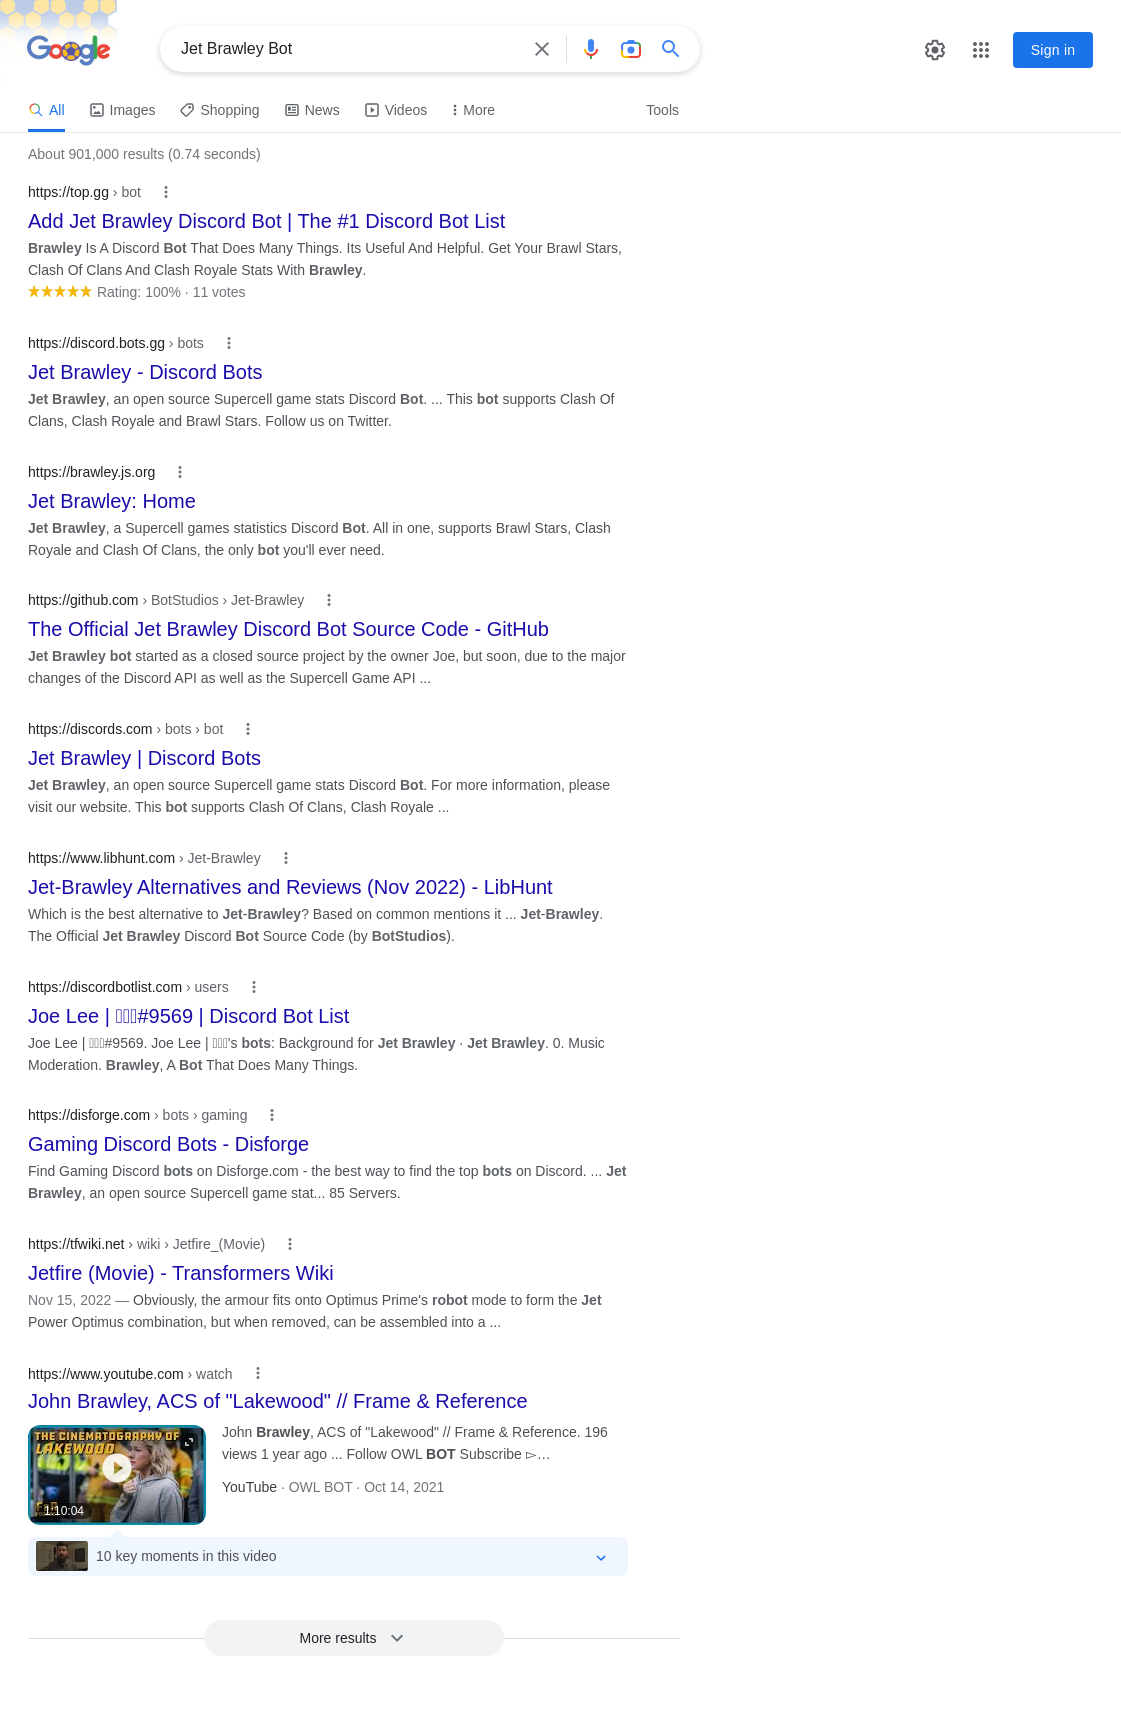 Google
Jet Brawley Bot
Sign in
All
Images
Shopping
News
Videos
More
Tools
About 901,000 results (0.74 seconds)
https://top.gg › bot
Add Jet Brawley Discord Bot | The #1 Discord Bot List
Brawley Is A Discord Bot That Does Many Things. Its Useful And Helpful. Get Your Brawl Stars,
Clash Of Clans And Clash Royale Stats With Brawley.
Rating: 100% · 11 votes
https://discord.bots.gg › bots
Jet Brawley - Discord Bots
Jet Brawley, an open source Supercell game stats Discord Bot. ... This bot supports Clash Of
Clans, Clash Royale and Brawl Stars. Follow us on Twitter.
https://brawley.js.org
Jet Brawley: Home
Jet Brawley, a Supercell games statistics Discord Bot. All in one, supports Brawl Stars, Clash
Royale and Clash Of Clans, the only bot you'll ever need.
https://github.com › BotStudios › Jet-Brawley
The Official Jet Brawley Discord Bot Source Code - GitHub
Jet Brawley bot started as a closed source project by the owner Joe, but soon, due to the major
changes of the Discord API as well as the Supercell Game API ...
https://discords.com › bots › bot
Jet Brawley | Discord Bots
Jet Brawley, an open source Supercell game stats Discord Bot. For more information, please
visit our website. This bot supports Clash Of Clans, Clash Royale ...
https://www.libhunt.com › Jet-Brawley
Jet-Brawley Alternatives and Reviews (Nov 2022) - LibHunt
Which is the best alternative to Jet-Brawley? Based on common mentions it ... Jet-Brawley.
The Official Jet Brawley Discord Bot Source Code (by BotStudios).
https://discordbotlist.com › users
Joe Lee | #9569 | Discord Bot List
Joe Lee | #9569. Joe Lee | 's bots: Background for Jet Brawley · Jet Brawley. 0. Music
Moderation. Brawley, A Bot That Does Many Things.
https://disforge.com › bots › gaming
Gaming Discord Bots - Disforge
Find Gaming Discord bots on Disforge.com - the best way to find the top bots on Discord. ... Jet
Brawley, an open source Supercell game stat... 85 Servers.
https://tfwiki.net › wiki › Jetfire_(Movie)
Jetfire (Movie) - Transformers Wiki
Nov 15, 2022 — Obviously, the armour fits onto Optimus Prime's robot mode to form the Jet
Power Optimus combination, but when removed, can be assembled into a ...
https://www.youtube.com › watch
John Brawley, ACS of "Lakewood" // Frame & Reference
THE CINEMATOGRAPHY OF
LAKEWOOD
1:10:04
John Brawley, ACS of "Lakewood" // Frame & Reference. 196
views 1 year ago ... Follow OWL BOT Subscribe ▻…
YouTube · OWL BOT · Oct 14, 2021
10 key moments in this video
More results